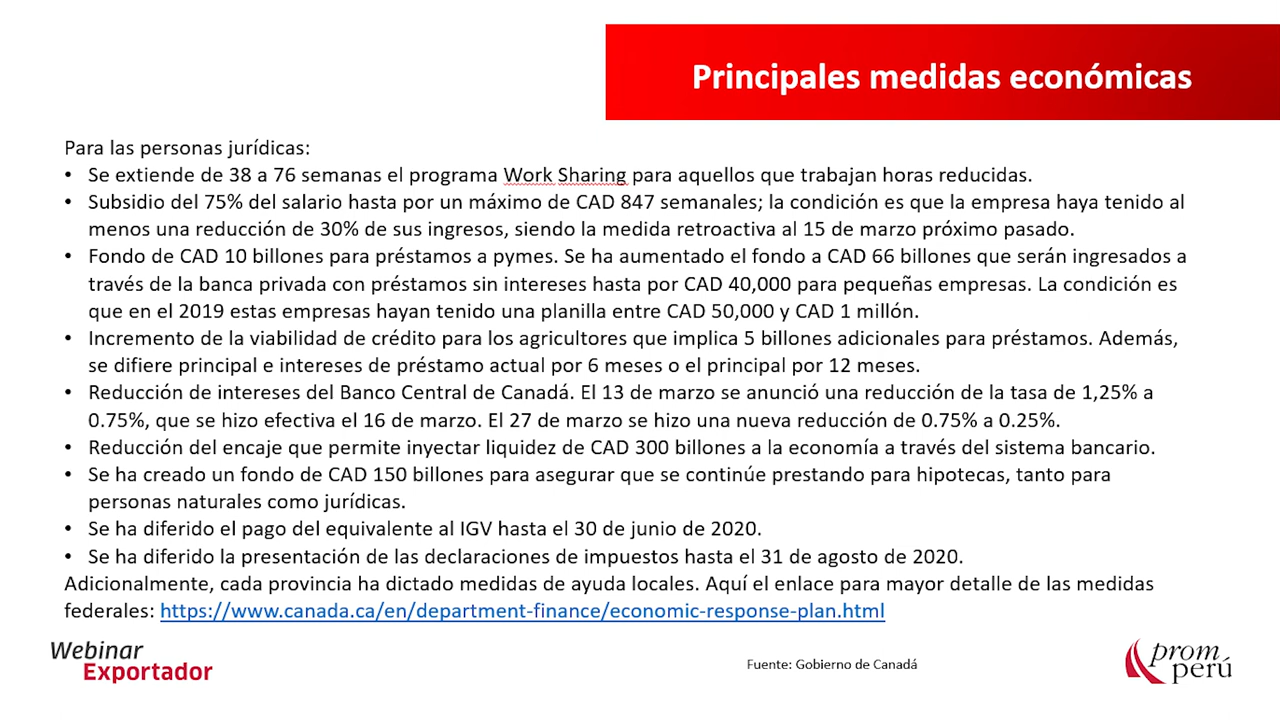 Principales medidas económicas
Para las personas jurídicas:
• Se extiende de 38 a 76 semanas el programa Work Sharing para aquellos que trabajan horas reducidas.
• Subsidio del 75% del salario hasta por un máximo de CAD 847 semanales; la condición es que la empresa haya tenido al
menos una reducción de 30% de sus ingresos, siendo la medida retroactiva al 15 de marzo próximo pasado.
• Fondo de CAD 10 billones para préstamos a pymes. Se ha aumentado el fondo a CAD 66 billones que serán ingresados a
través de la banca privada con préstamos sin intereses hasta por CAD 40,000 para pequeñas empresas. La condición es
que en el 2019 estas empresas hayan tenido una planilla entre CAD 50,000 y CAD 1 millón.
• Incremento de la viabilidad de crédito para los agricultores que implica 5 billones adicionales para préstamos. Además,
se difiere principal e intereses de préstamo actual por 6 meses o el principal por 12 meses.
• Reducción de intereses del Banco Central de Canadá. El 13 de marzo se anunció una reducción de la tasa de 1,25% a
0.75%, que se hizo efectiva el 16 de marzo. El 27 de marzo se hizo una nueva reducción de 0.75% a 0.25%.
• Reducción del encaje que permite inyectar liquidez de CAD 300 billones a la economía a través del sistema bancario.
• Se ha creado un fondo de CAD 150 billones para asegurar que se continúe prestando para hipotecas, tanto para
personas naturales como jurídicas.
• Se ha diferido el pago del equivalente al IGV hasta el 30 de junio de 2020.
• Se ha diferido la presentación de las declaraciones de impuestos hasta el 31 de agosto de 2020.
Adicionalmente, cada provincia ha dictado medidas de ayuda locales. Aquí el enlace para mayor detalle de las medidas
federales: https://www.canada.ca/en/department-finance/economic-response-plan.html
Webinar
Exportador
Fuente: Gobierno de Canadá
prom
perú